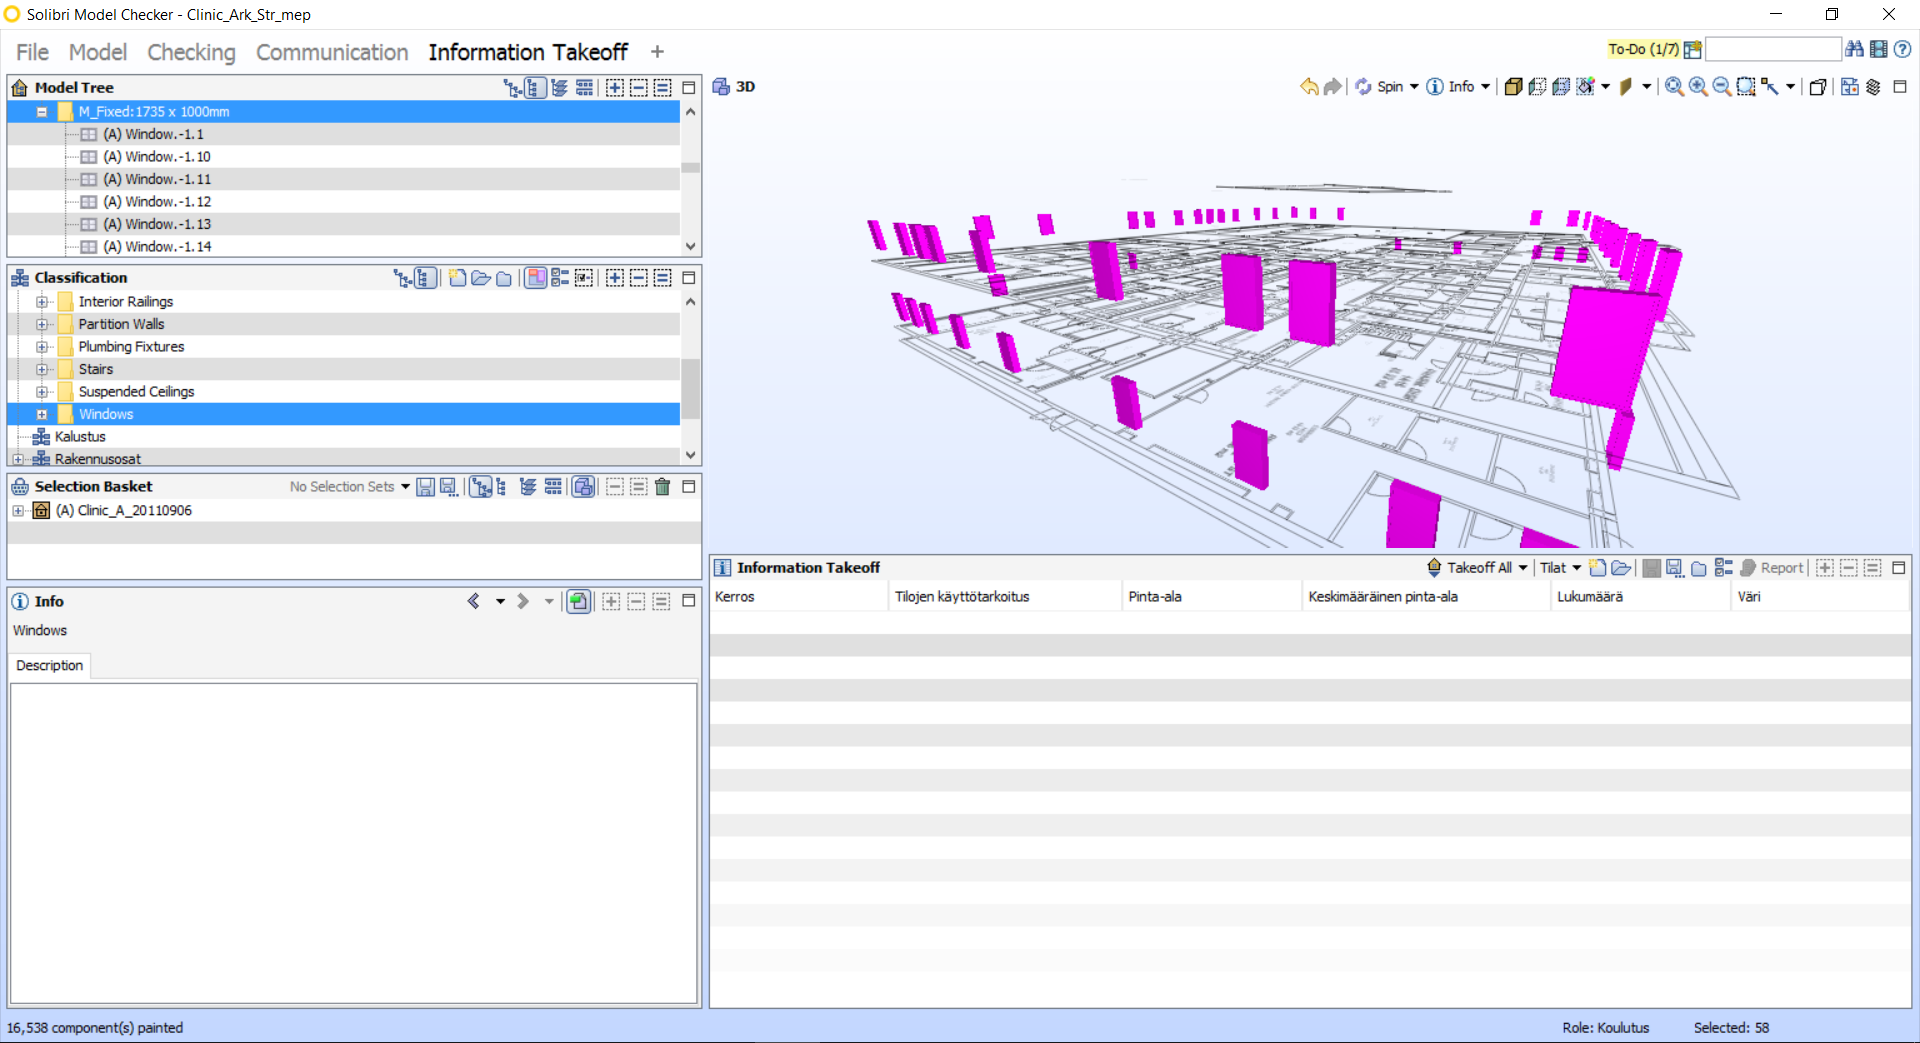 Solibri Model Checker - Clinic_Ark_Str_mep
File Model Checking Communication Information Takeoff +
To-Do (1/7)
Model Tree
M_Fixed:1735 x 1000mm
(A) Window.-1.1
(A) Window.-1.10
(A) Window.-1.11
(A) Window.-1.12
(A) Window.-1.13
(A) Window.-1.14
Classification
Interior Railings
Partition Walls
Plumbing Fixtures
Stairs
Suspended Ceilings
Windows
Kalustus
Rakennusosat
Selection Basket
No Selection Sets
(A) Clinic_A_20110906
Info
Windows
Description
3D
Spin
Info
Information Takeoff
Takeoff All
Tilat
Report
Kerros Tilojen käyttötarkoitus Pinta-ala Keskimääräinen pinta-ala Lukumäärä Väri
16,538 component(s) painted
Role: Koulutus
Selected: 58